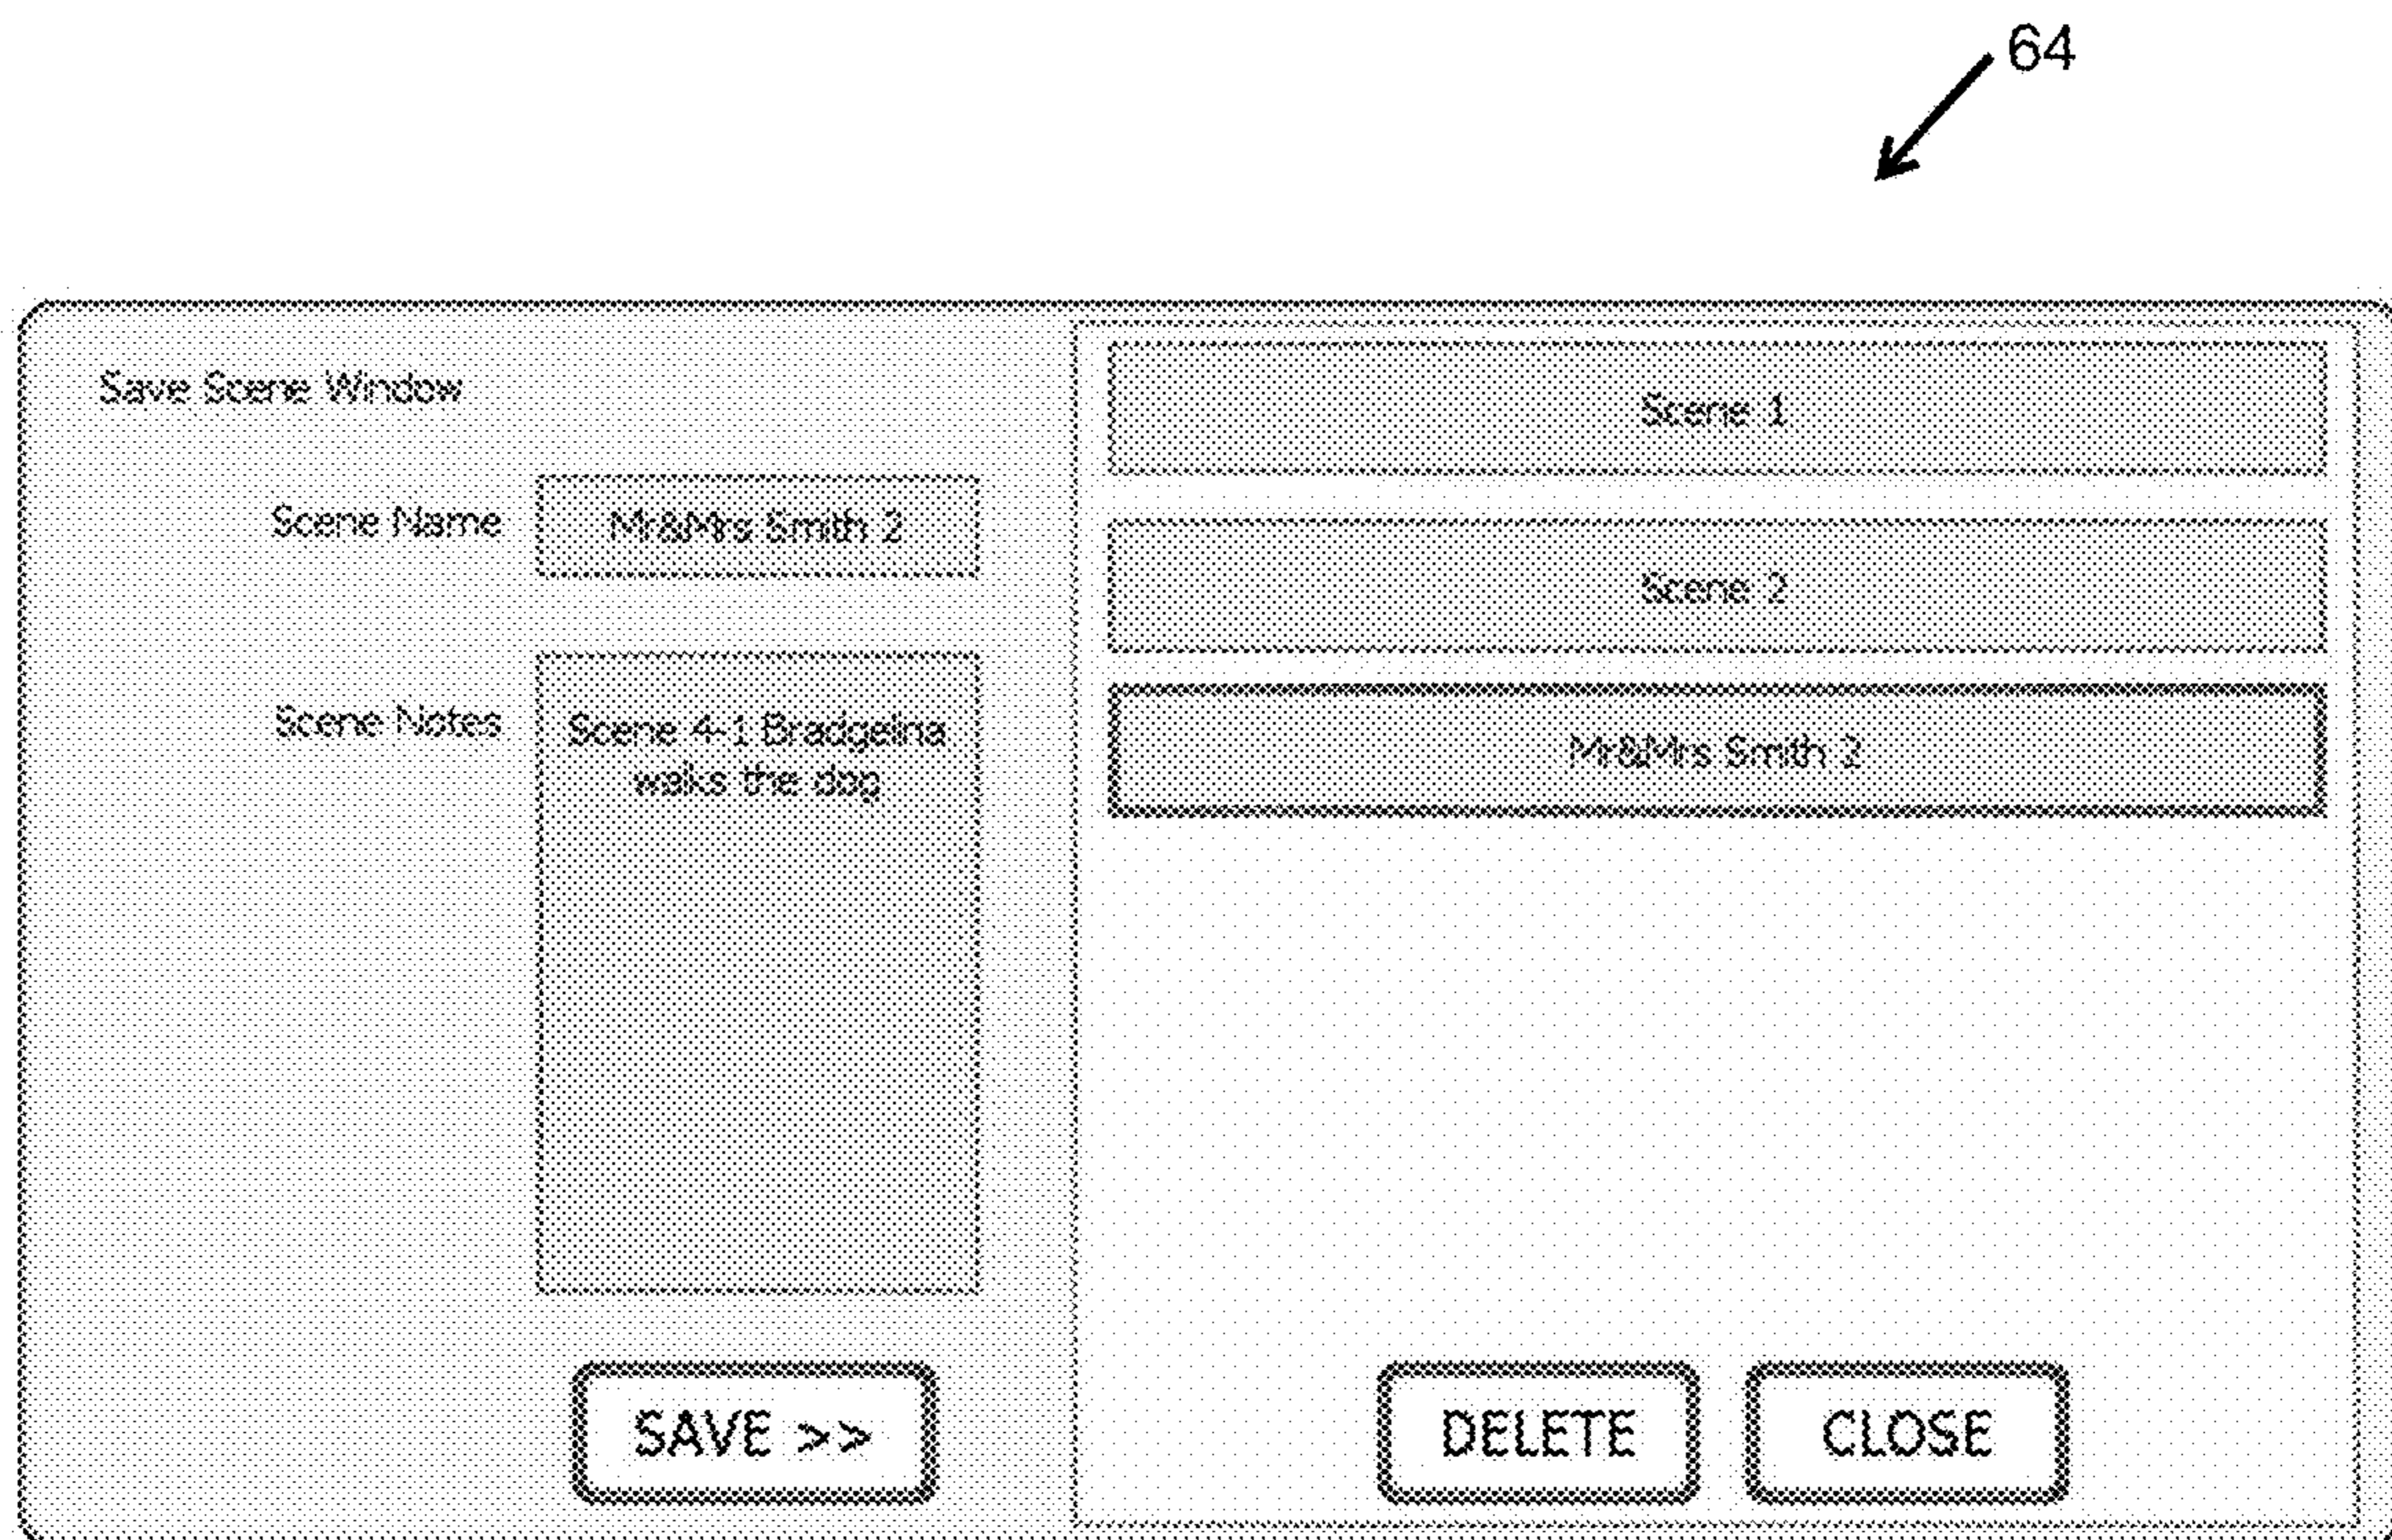 64
Save Scene Window
Scene Name
Mr&Mrs Smith 2
Scene Notes
Scene 4-1 Bradgelina
walks the dog
SAVE >>
Scene 1
Scene 2
Mr&Mrs Smith 2
DELETE
CLOSE